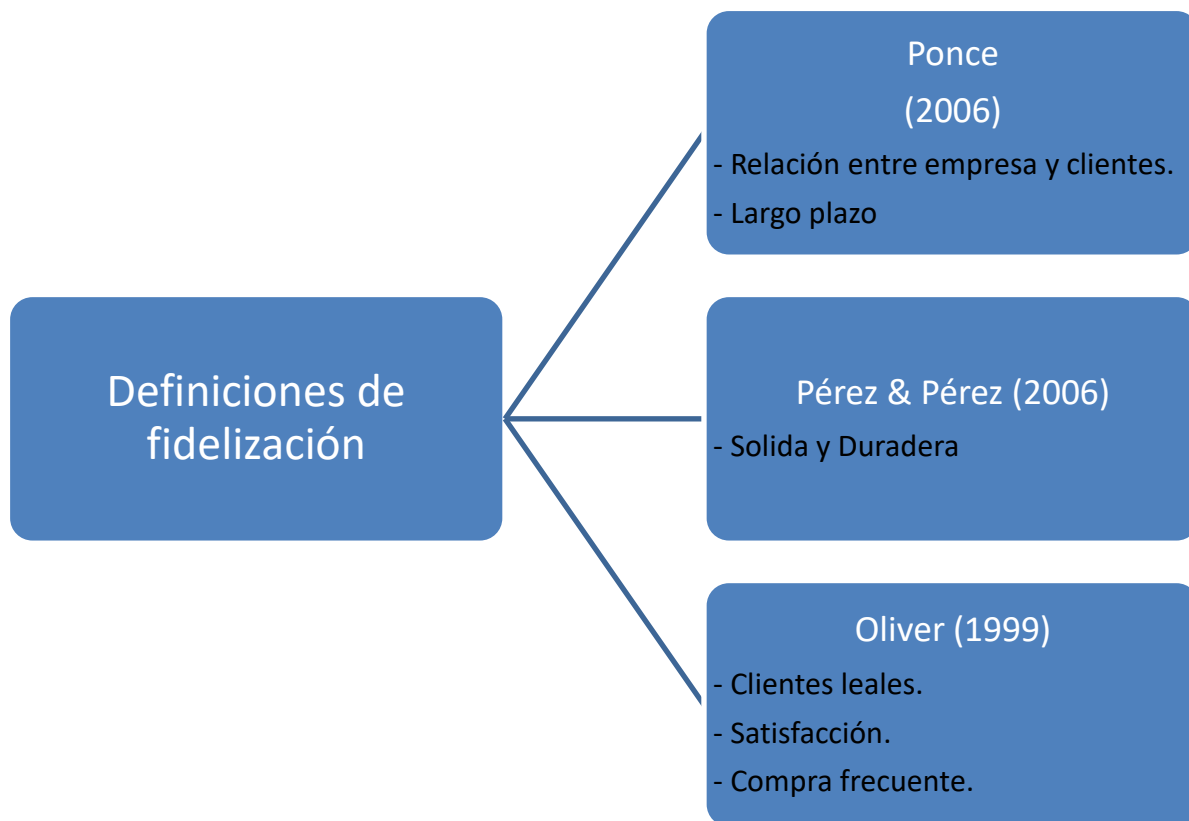 Definiciones de
fidelización
Ponce
(2006)
- Relación entre empresa y clientes.
- Largo plazo
Pérez & Pérez (2006)
- Solida y Duradera
Oliver (1999)
- Clientes leales.
- Satisfacción.
- Compra frecuente.